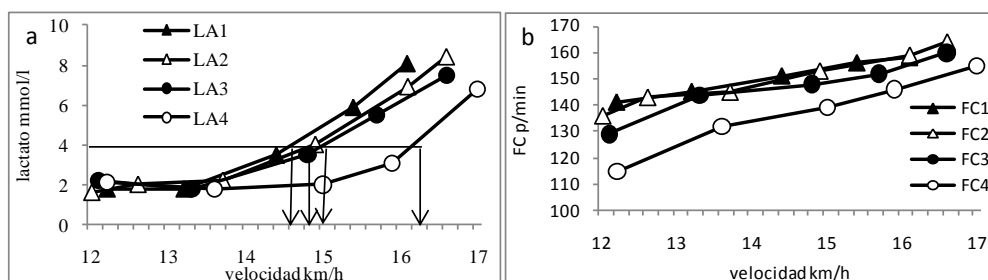 a
LA1
LA2
LA3
LA4
lactato mmol/l
10
8
6
4
2
0
12 13 14 15 16 17
velocidad km/h
b
FC p/min
170
160
150
140
130
120
110
100
FC1
FC2
FC3
FC4
12 13 14 15 16 17
velocidad km/h